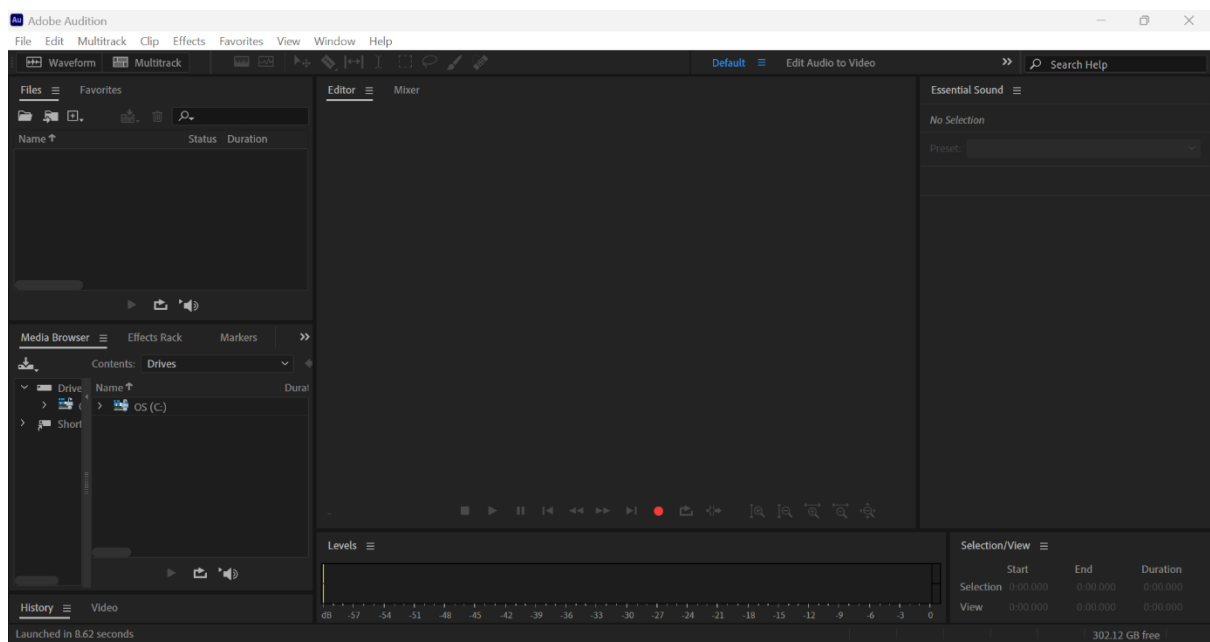 Au Adobe Audition
File Edit Multitrack Clip Effects Favorites View Window Help
Waveform Multitrack Default Edit Audio to Video Search Help
Files Favorites
Name Status Duration
Media Browser Effects Rack Markers
Contents: Drives
Drive
Short
Name Durat
OS (C:)
History Video
Launched in 8.62 seconds
Editor Mixer
Levels
dB -57 -54 -51 -48 -45 -42 -39 -36 -33 -30 -27 -24 -21 -18 -15 -12 -9 -6 -3 0
Essential Sound
No Selection
Preset:
Selection/View
Start End Duration
Selection 0:00.000 0:00.000 0:00.000
View 0:00.000 0:00.000 0:00.000
302.12 GB free